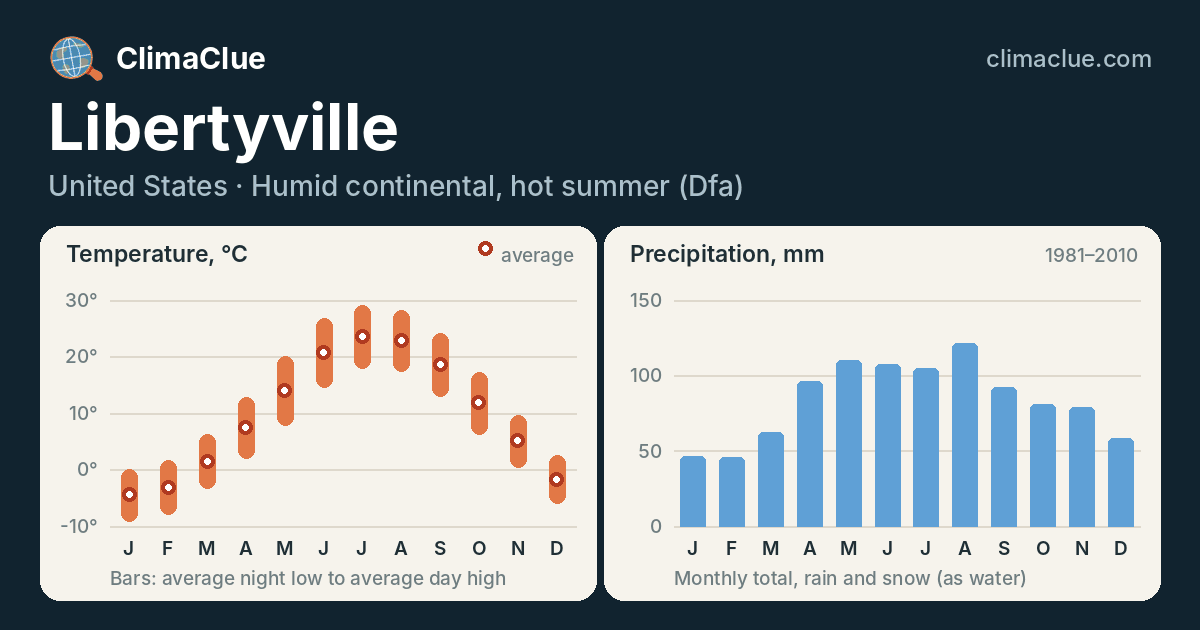 ClimaClue
climaclue.com
Libertyville
United States · Humid continental, hot summer (Dfa)
Temperature, °C
average
30°
20°
10°
0°
-10°
J F M A M J J A S O N D
Bars: average night low to average day high
Precipitation, mm
1981–2010
150
100
50
0
J F M A M J J A S O N D
Monthly total, rain and snow (as water)